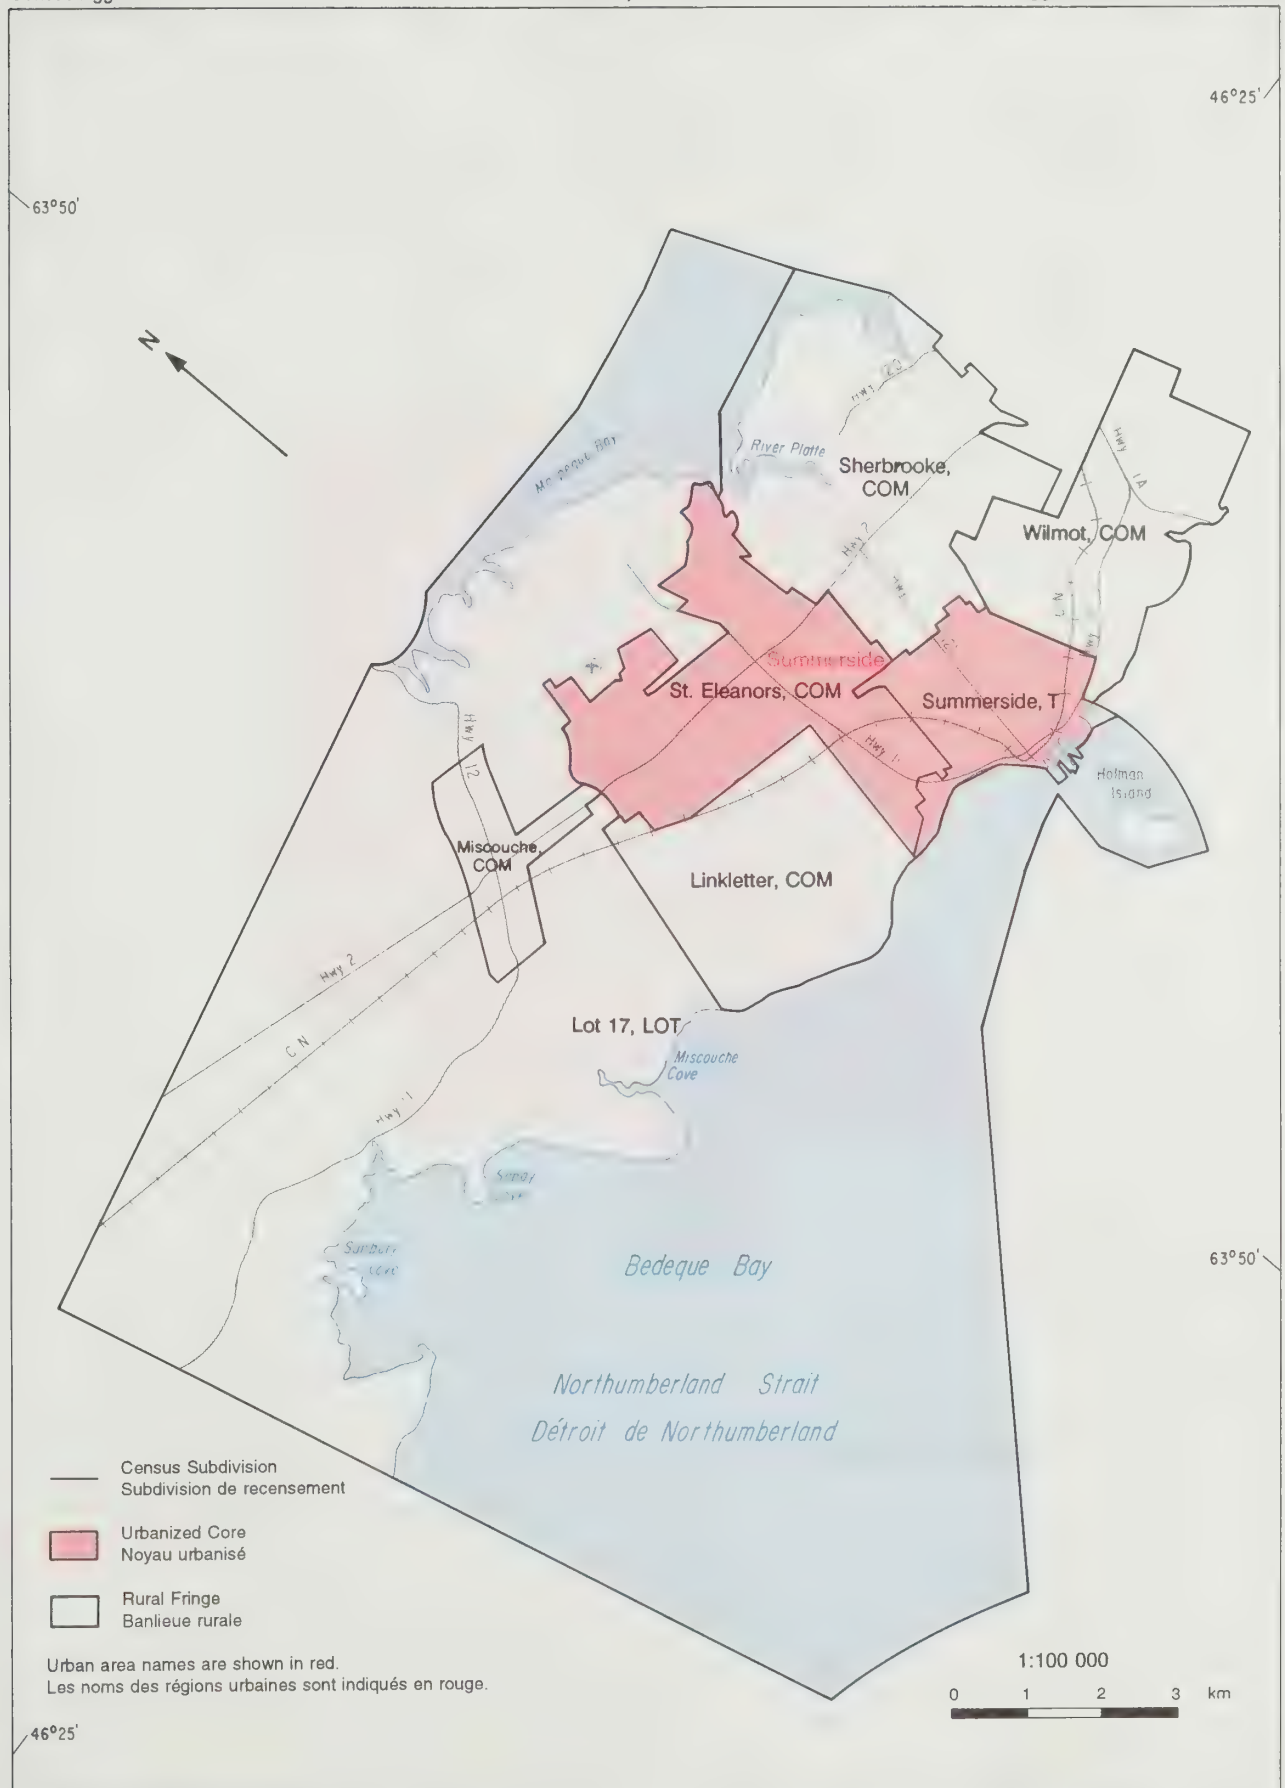 46°25'
63°50'
N
River Platte
Sherbrooke,
COM
Hwy 2
Hwy 1A
Wilmot, COM
Summerside
St. Eleanors, COM
Summerside, T
Hwy 11
Holman
Island
Hwy 12
Miscouche,
COM
Linkletter, COM
Hwy 2
C N
Lot 17, LOT
Miscouche
Cove
Hwy 11
Bedeque Bay
63°50'
Northumberland Strait
Détroit de Northumberland
Census Subdivision
Subdivision de recensement
Urbanized Core
Noyau urbanisé
Rural Fringe
Banlieue rurale
Urban area names are shown in red.
Les noms des régions urbaines sont indiqués en rouge.
1:100 000
0 1 2 3 km
46°25'